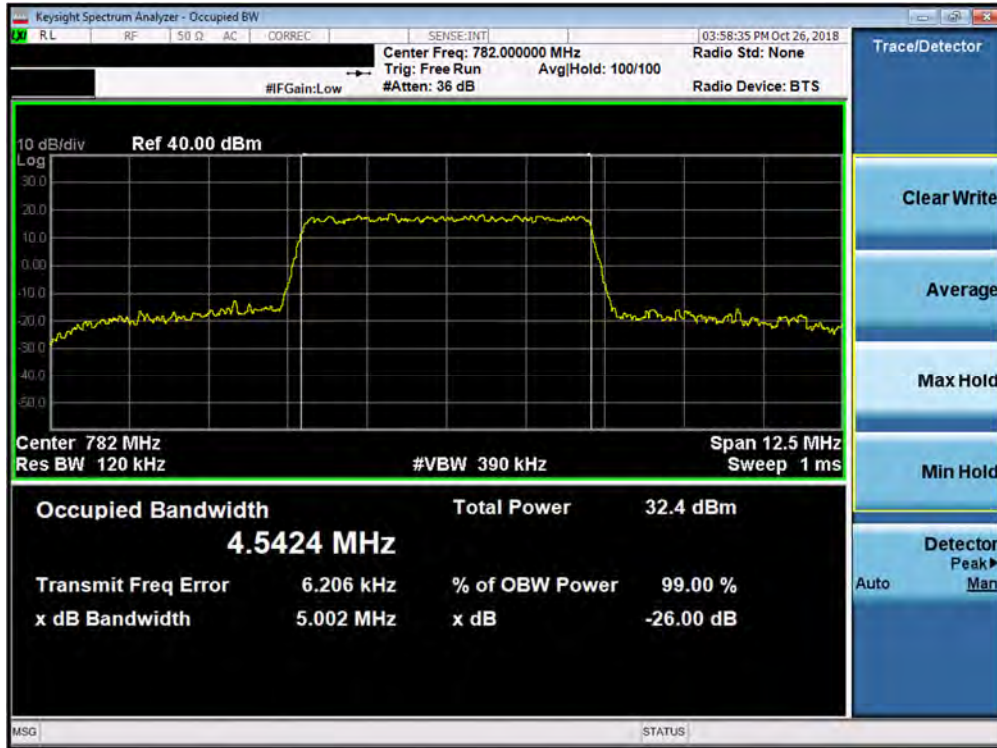 Keysight Spectrum Analyzer - Occupied BW
LXI RL RF 50 Ω AC CORREC SENSE:INT 03:58:35 PM Oct 26, 2018
Center Freq: 782.000000 MHz Radio Std: None
Trig: Free Run Avg|Hold: 100/100
#IFGain:Low #Atten: 36 dB Radio Device: BTS
10 dB/div Ref 40.00 dBm
Log
30.0
20.0
10.0
0.00
-10.0
-20.0
-30.0
-40.0
-50.0
Center 782 MHz Span 12.5 MHz
Res BW 120 kHz #VBW 390 kHz Sweep 1 ms
Occupied Bandwidth Total Power 32.4 dBm
4.5424 MHz
Transmit Freq Error 6.206 kHz % of OBW Power 99.00 %
x dB Bandwidth 5.002 MHz x dB -26.00 dB
MSG STATUS
Trace/Detector
Clear Write
Average
Max Hold
Min Hold
Detector
Peak▶
Auto Man